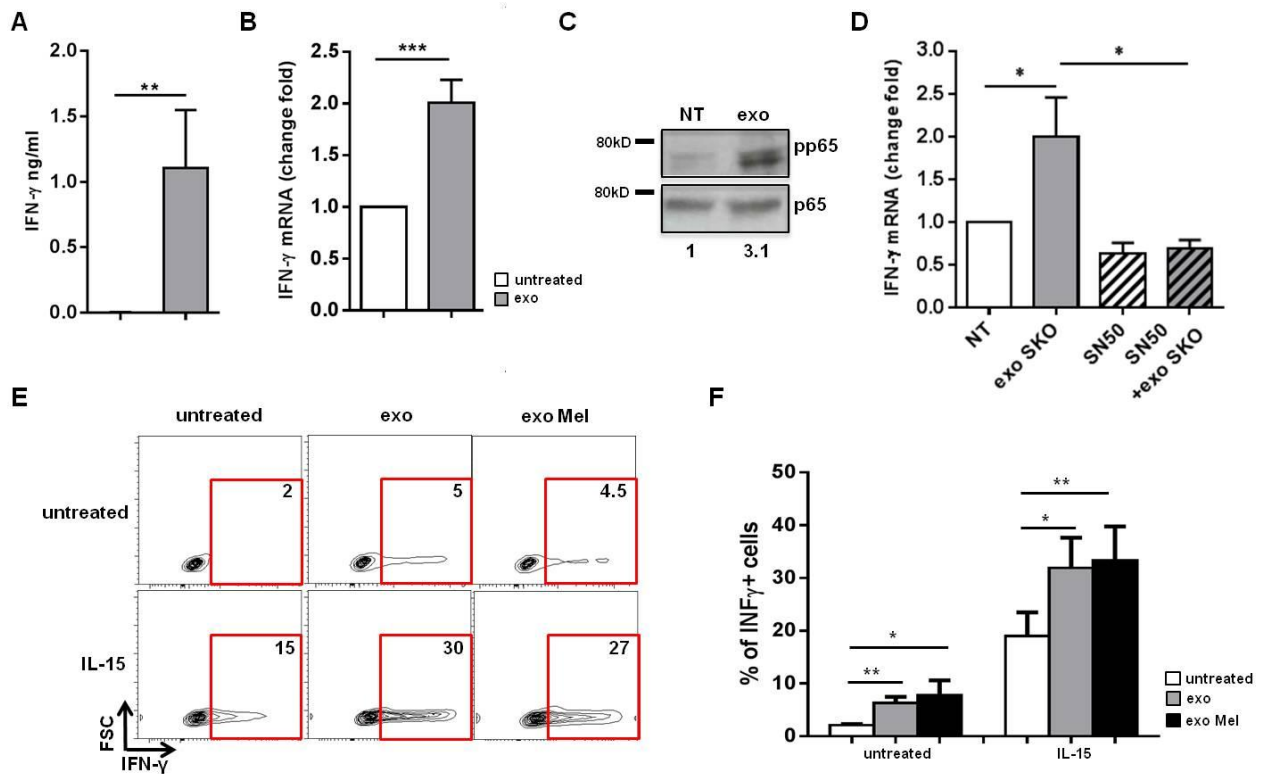 A
2.0
1.5
1.0
0.5
0.0
IFN-γ ng/ml
**
B
2.5
2.0
1.5
1.0
0.5
0.0
IFN-γ mRNA (change fold)
***
untreated
exo
C
NT exo
80kD pp65
80kD p65
1 3.1
D
3.0
2.5
2.0
1.5
1.0
0.5
0.0
IFN-γ mRNA (change fold)
*
*
NT
exo SKO
SN50
SN50
+exo SKO
E
untreated exo exo Mel
untreated
2 5 4.5
IL-15
15 30 27
FSC
IFN-γ
F
50
40
30
20
10
0
% of INFγ+ cells
**
*
*
**
untreated IL-15
untreated
exo
exo Mel